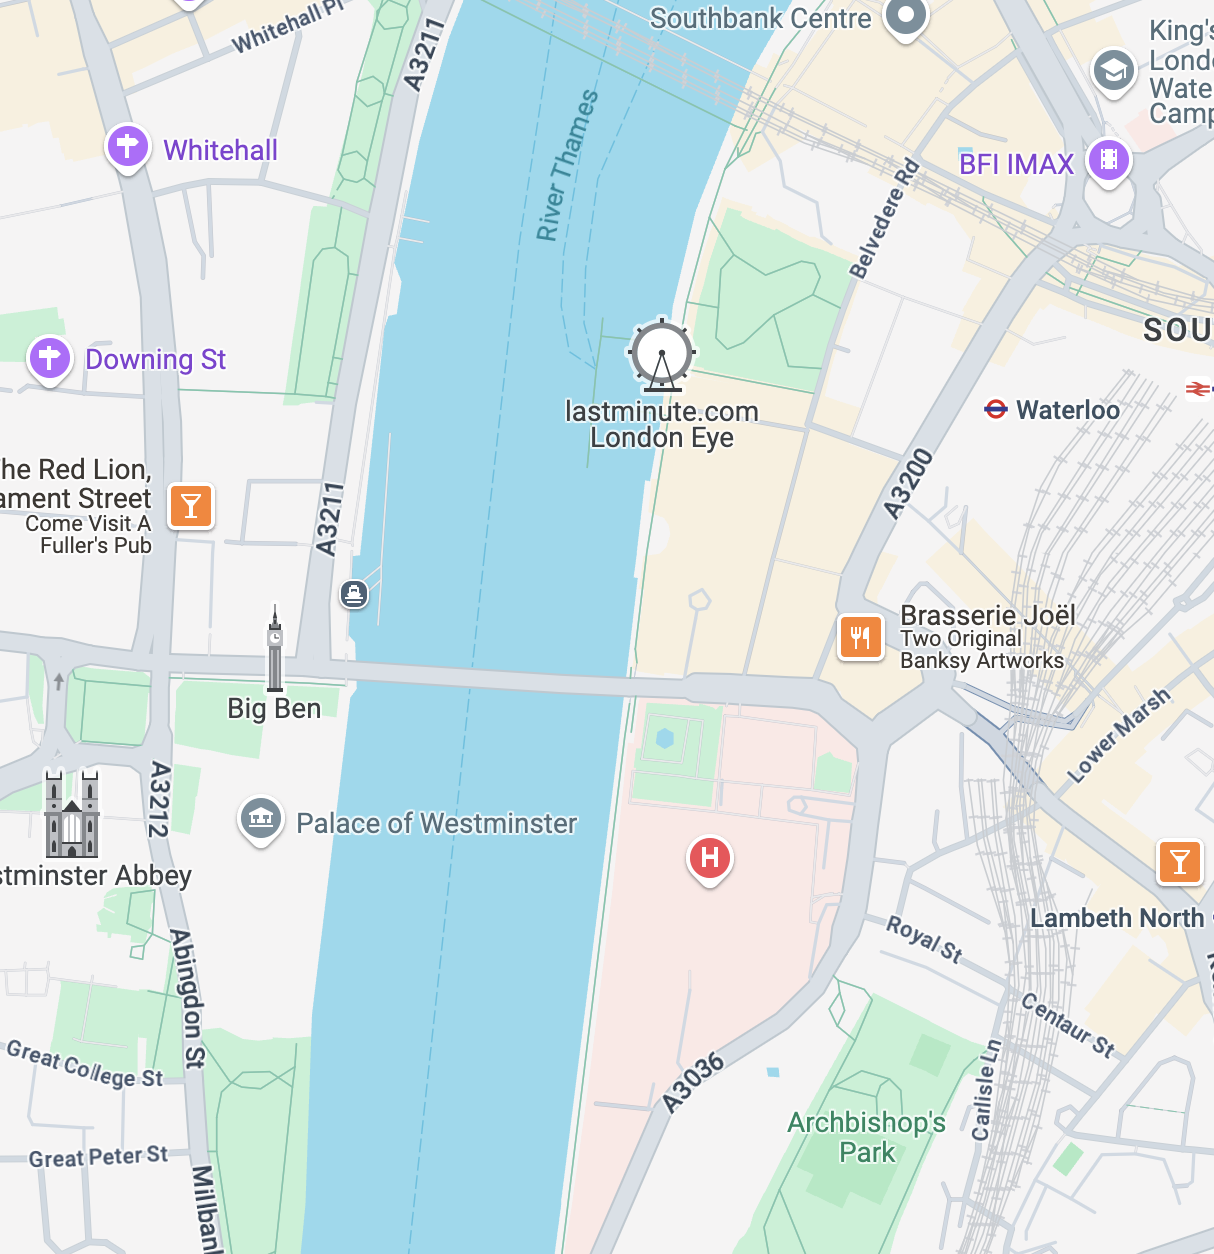 Whitehall Pl
A3211
Southbank Centre
King's
Lond
Wate
Camp
Whitehall
River Thames
BFI IMAX
Belvedere Rd
SOU
Downing St
lastminute.com
London Eye
Waterloo
he Red Lion,
ament Street
Come Visit A
Fuller's Pub
A3211
A3200
Brasserie Joël
Two Original
Banksy Artworks
Big Ben
Lower Marsh
A3212
Palace of Westminster
H
stminster Abbey
Lambeth North
Abingdon St
Royal St
Centaur St
Great College St
A3036
Carlisle Ln
Archbishop's
Park
Great Peter St
Millban